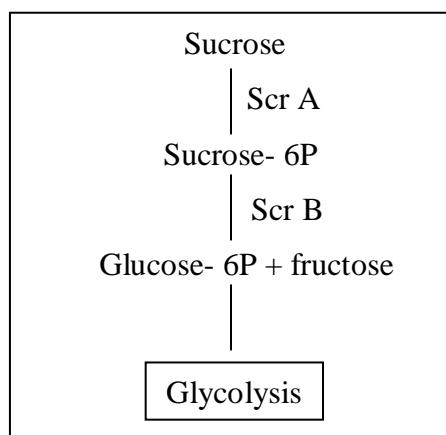 Sucrose
Scr A
Sucrose- 6P
Scr B
Glucose- 6P + fructose
Glycolysis